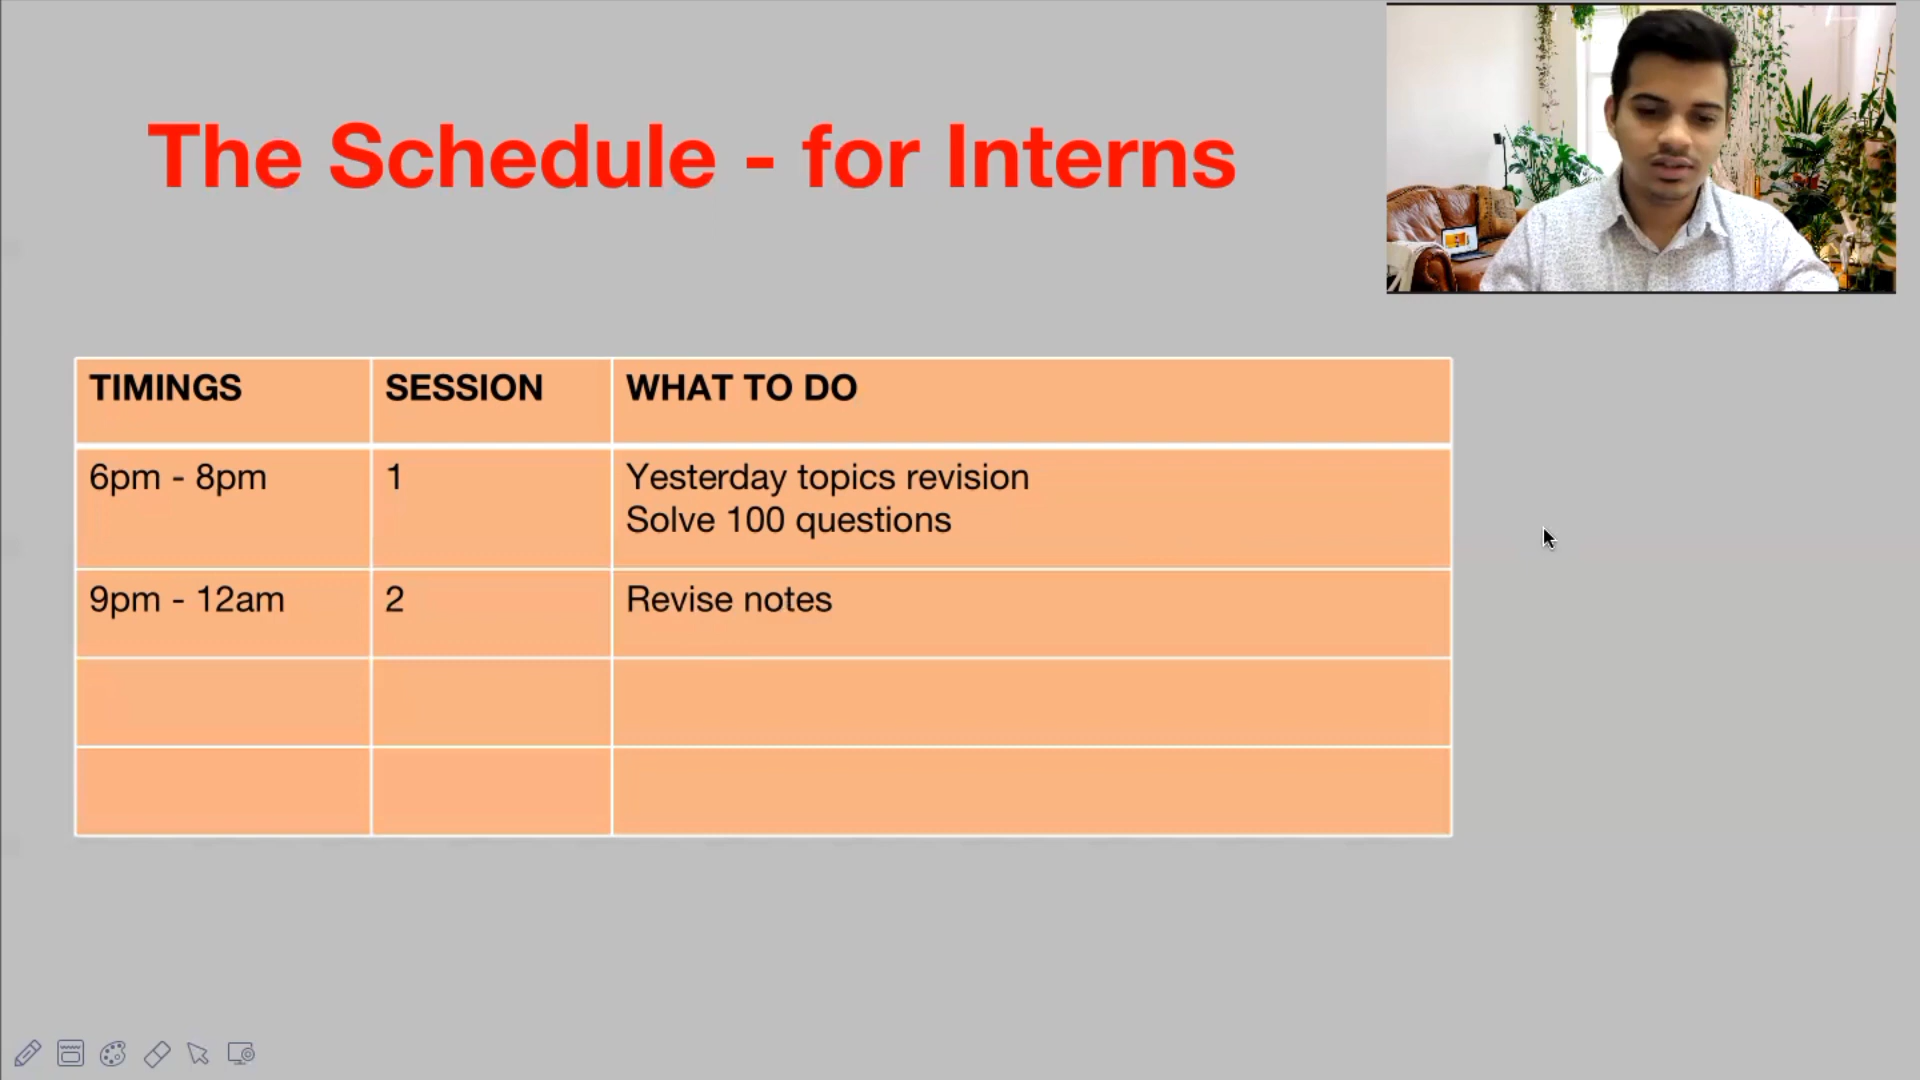 The Schedule - for Interns
TIMINGS SESSION WHAT TO DO
6pm - 8pm 1 Yesterday topics revision
Solve 100 questions
9pm - 12am 2 Revise notes